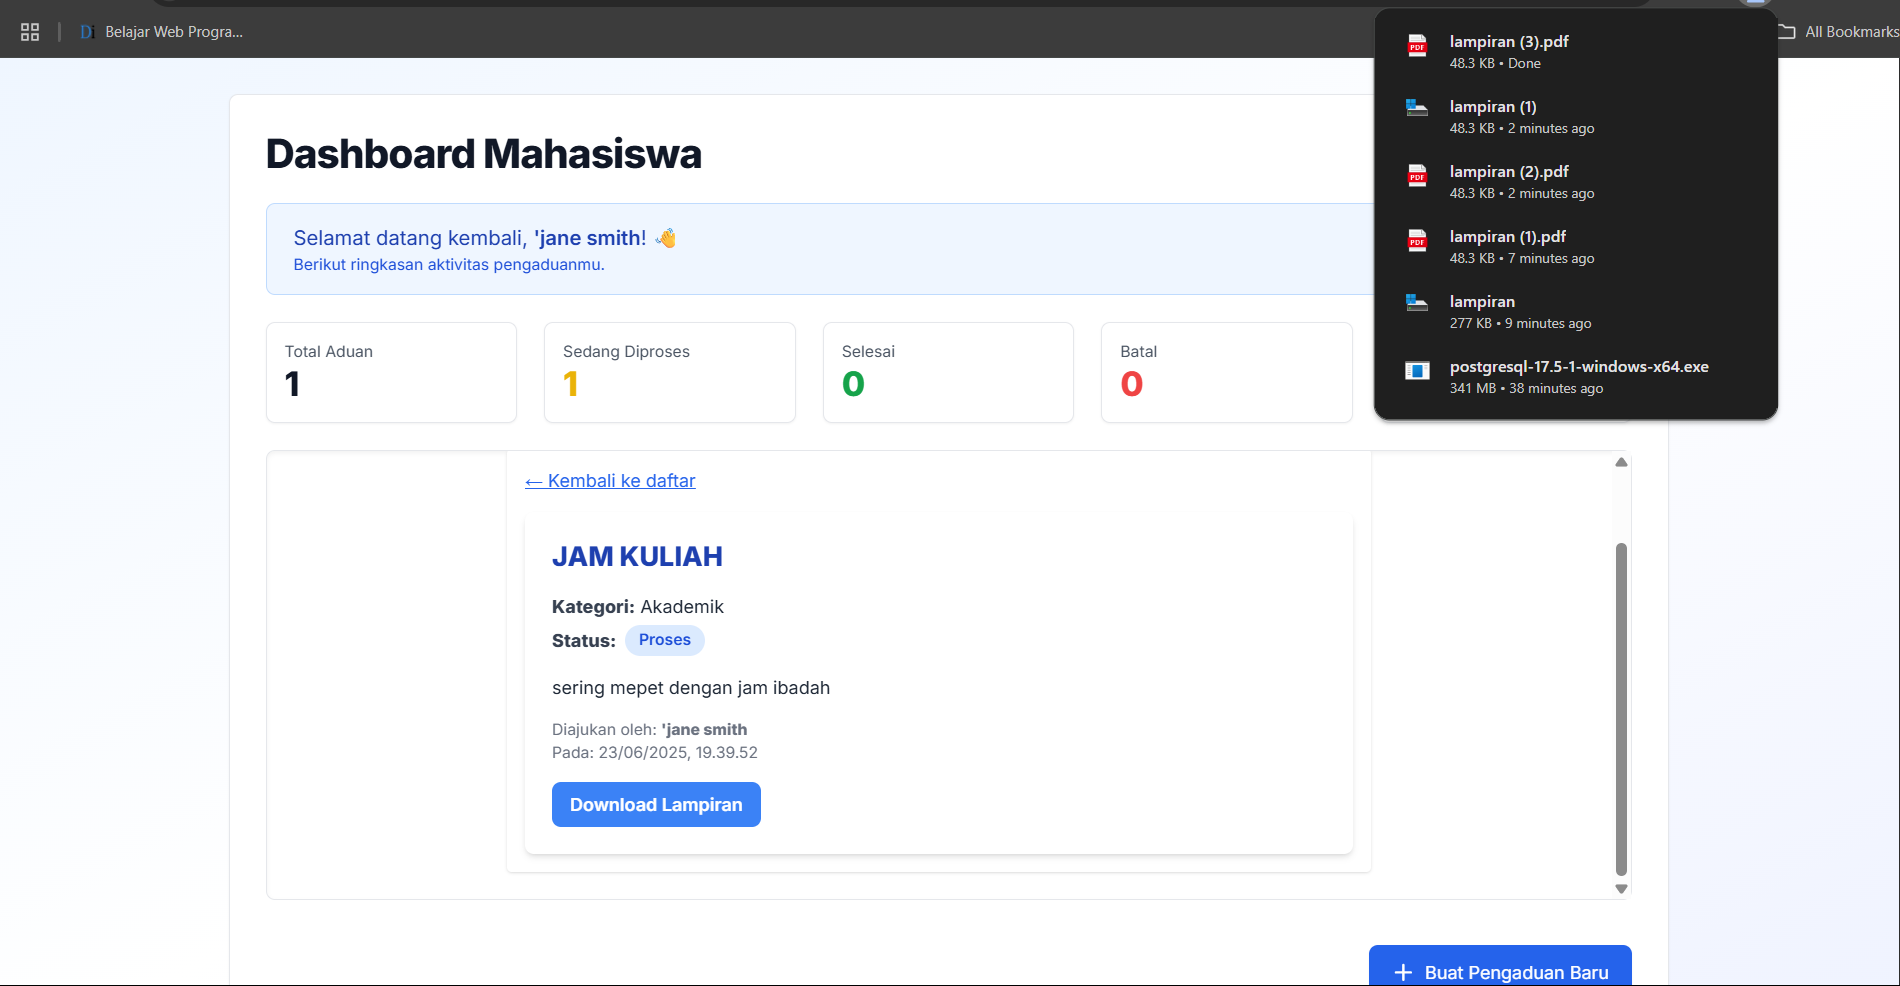 Di Belajar Web Progra...
All Bookmarks
lampiran (3).pdf
48.3 KB • Done
lampiran (1)
48.3 KB • 2 minutes ago
lampiran (2).pdf
48.3 KB • 2 minutes ago
lampiran (1).pdf
48.3 KB • 7 minutes ago
lampiran
277 KB • 9 minutes ago
postgresql-17.5-1-windows-x64.exe
341 MB • 38 minutes ago
Dashboard Mahasiswa
Selamat datang kembali, 'jane smith! 👋
Berikut ringkasan aktivitas pengaduanmu.
Total Aduan
1
Sedang Diproses
1
Selesai
0
Batal
0
← Kembali ke daftar
JAM KULIAH
Kategori: Akademik
Status: Proses
sering mepet dengan jam ibadah
Diajukan oleh: 'jane smith
Pada: 23/06/2025, 19.39.52
Download Lampiran
+ Buat Pengaduan Baru